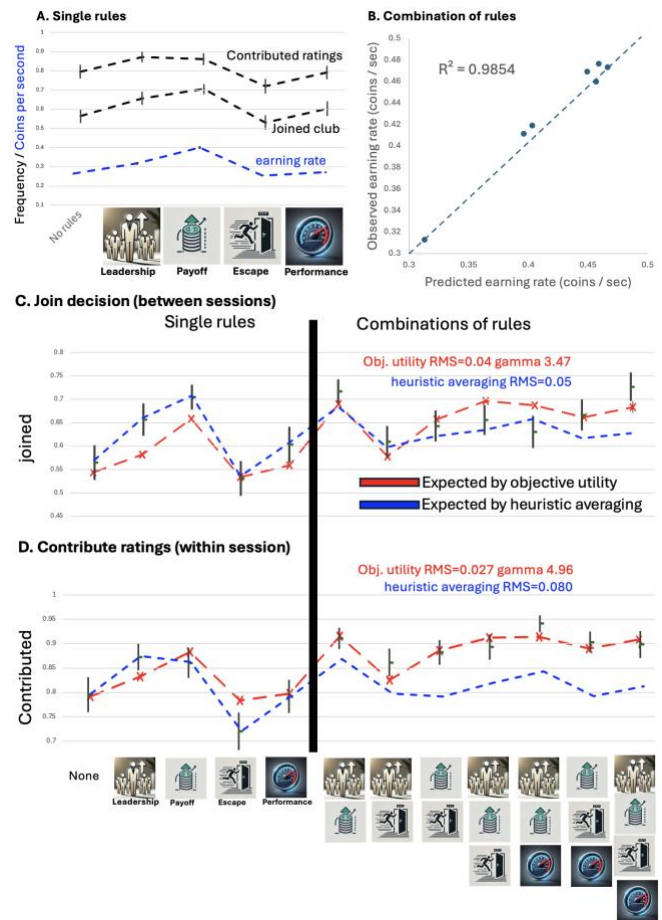 A. Single rules
1
0.9
0.8
0.7
0.6
0.5
0.4
0.3
0.2
0.1
Frequency / Coins per second
Contributed ratings
Joined club
earning rate
No rules
Leadership Payoff Escape Performance
B. Combination of rules
0.5
0.48
0.46
0.44
0.42
0.4
0.38
0.36
0.34
0.32
0.3
Observed earning rate (coins / sec)
R² = 0.9854
0.3 0.35 0.4 0.45 0.5
Predicted earning rate (coins / sec)
C. Join decision (between sessions)
Single rules Combinations of rules
0.8
0.75
0.7
0.65
0.6
0.55
0.5
0.45
joined
Obj. utility RMS=0.04 gamma 3.47
heuristic averaging RMS=0.05
Expected by objective utility
Expected by heuristic averaging
D. Contribute ratings (within session)
Obj. utility RMS=0.027 gamma 4.96
heuristic averaging RMS=0.080
1
0.95
0.9
0.85
0.8
0.75
0.7
Contributed
None
Leadership Payoff Escape Performance